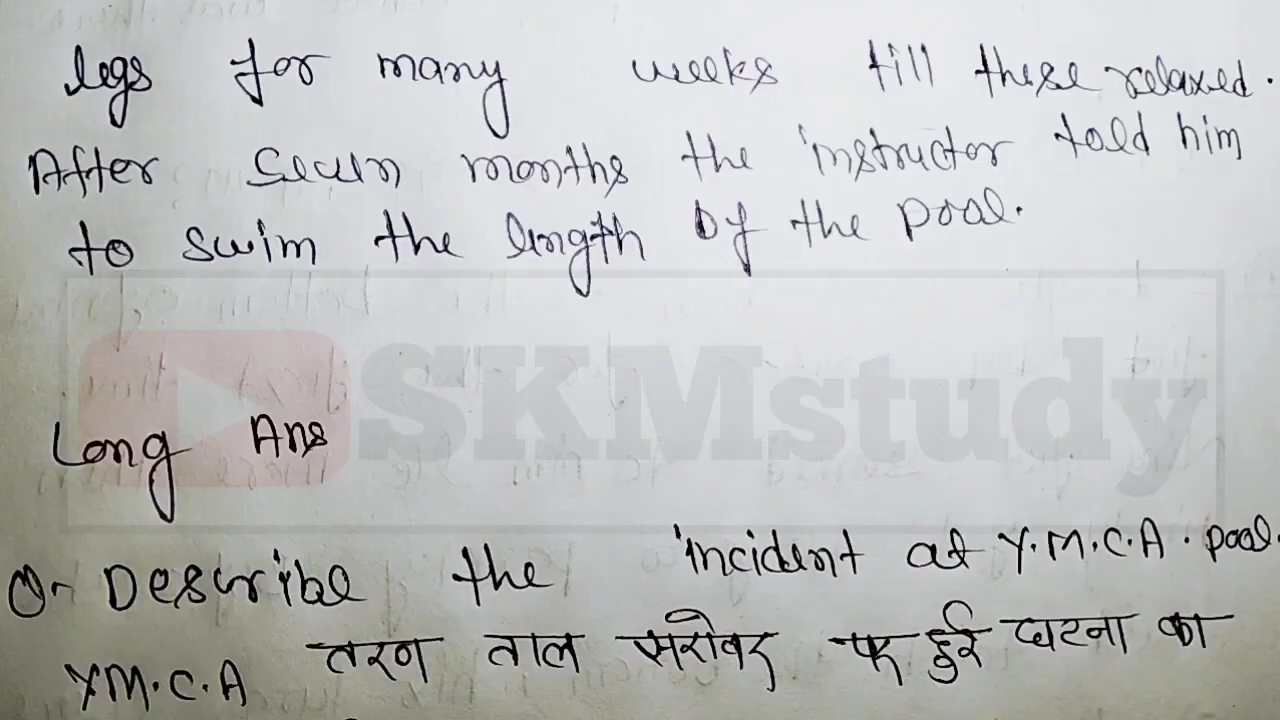 legs for many weeks till these relaxed.
After seven months the instructor told him
to swim the length by the pool.
SKMstudy
Long Ans
Q- Describe the incident at Y.M.C.A. pool.
Y.M.C.A तरण ताल सरोवर पर हुई घटना का